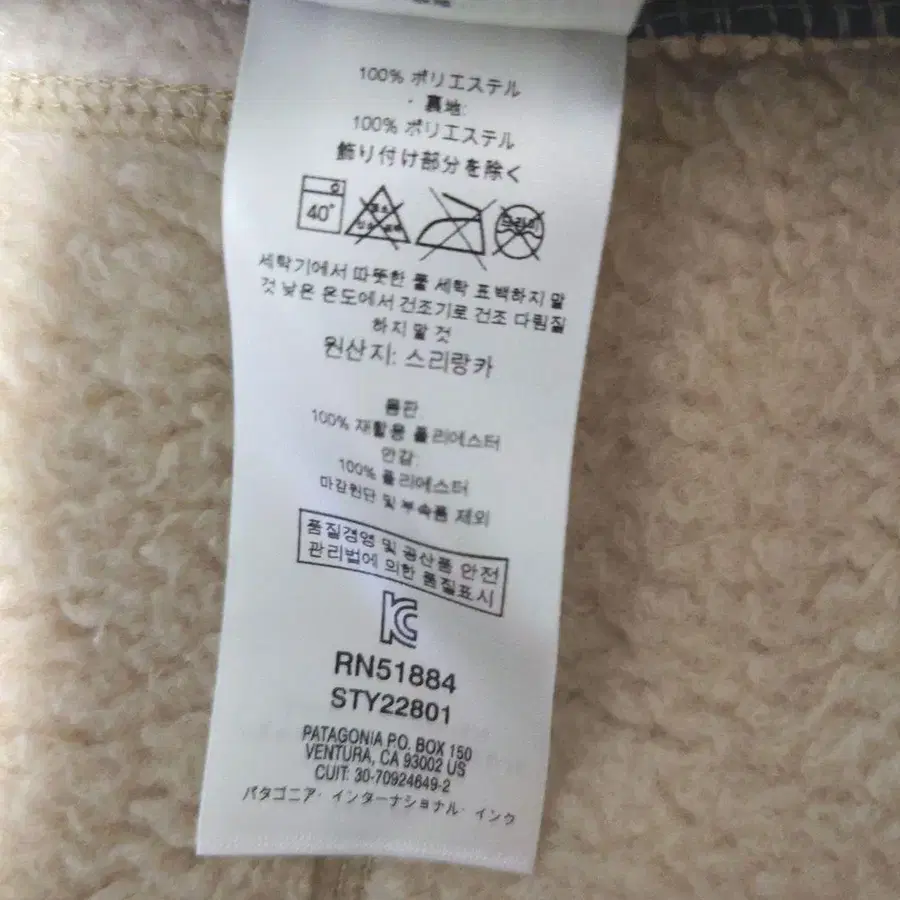 100% ポリエステル
・裏地:
100% ポリエステル
飾り付け部分を除く
40°
드라이
세탁기에서 따뜻한 물 세탁 표백하지 말
것 낮은 온도에서 건조기로 건조 다림질
하지 말 것
원산지: 스리랑카
몸판
100% 재활용 폴리에스터
안감:
100% 폴리에스터
마감원단 및 부속품 제외
품질경영 및 공산품 안전
관리법에 의한 품질표시
KC
RN51884
STY22801
PATAGONIA P.O. BOX 150
VENTURA, CA 93002 US
CUIT: 30-70924649-2
パタゴニア・インターナショナル・インク